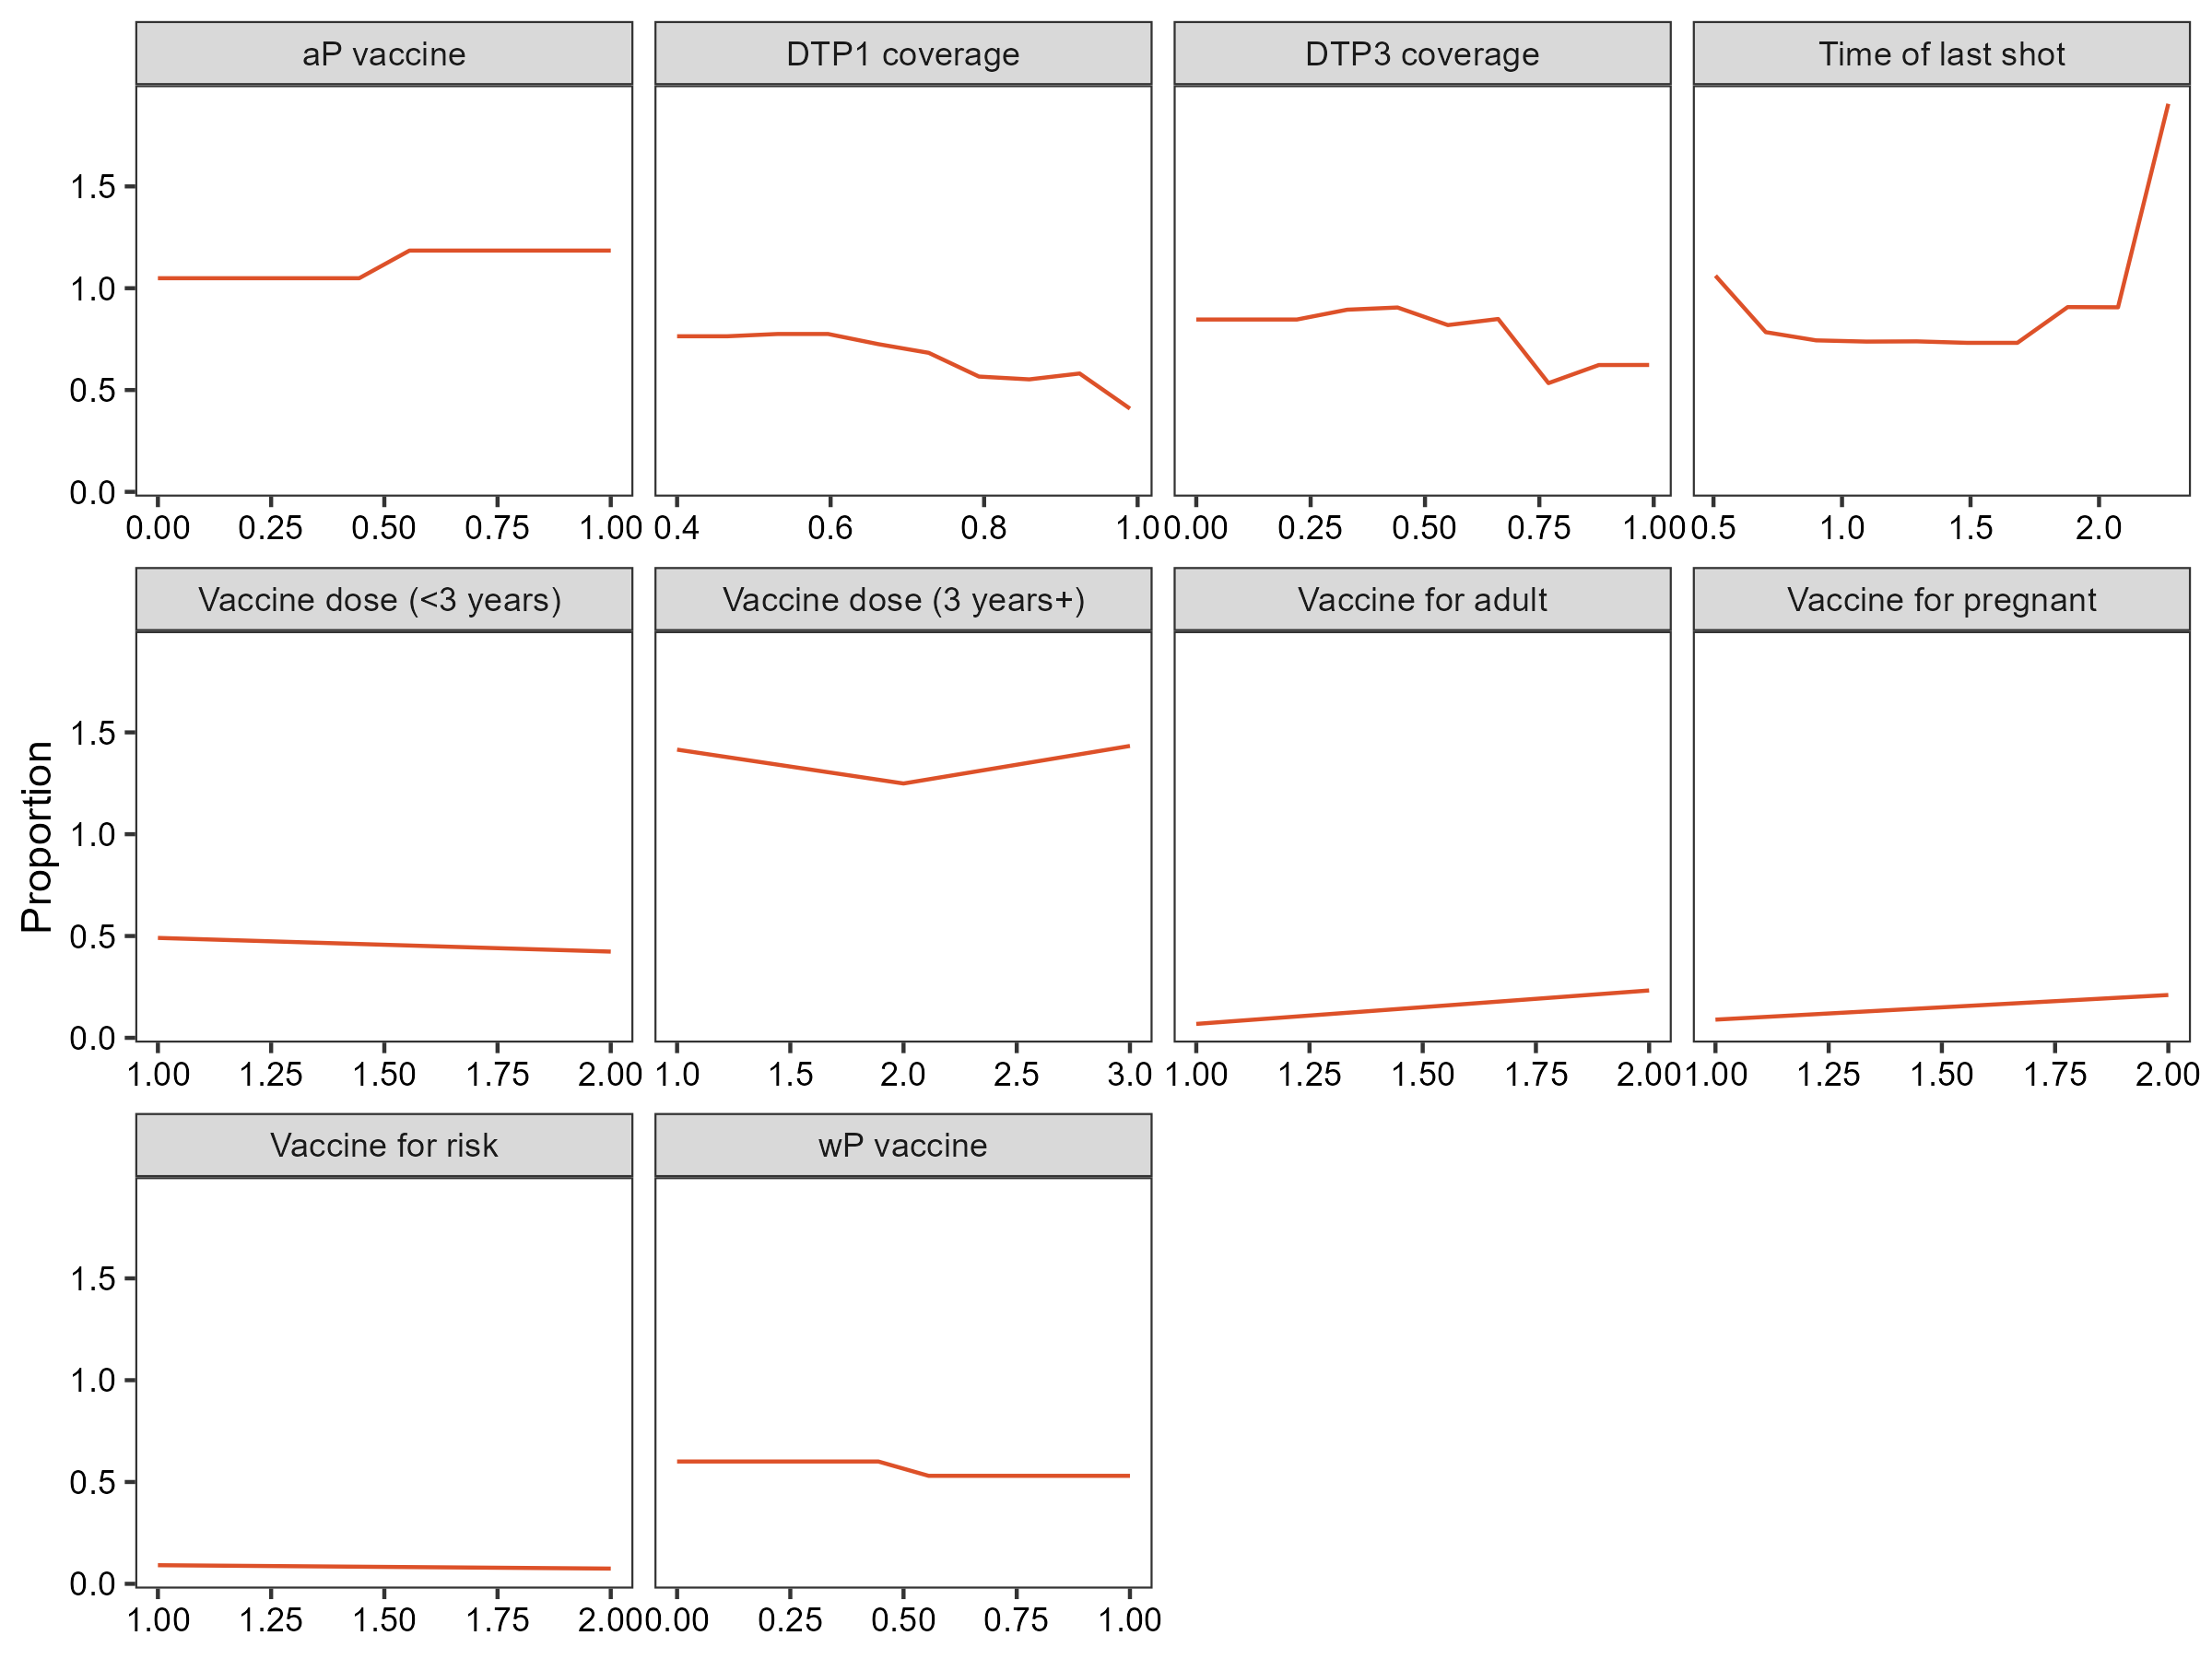 aP vaccine DTP1 coverage DTP3 coverage Time of last shot
1.5
1.0
0.5
0.0
0.00 0.25 0.50 0.75 1.00 0.4 0.6 0.8 1.0 0.00 0.25 0.50 0.75 1.00 0.5 1.0 1.5 2.0
Vaccine dose (<3 years) Vaccine dose (3 years+) Vaccine for adult Vaccine for pregnant
Proportion
1.5
1.0
0.5
0.0
1.00 1.25 1.50 1.75 2.00 1.0 1.5 2.0 2.5 3.0 1.00 1.25 1.50 1.75 2.00 1.00 1.25 1.50 1.75 2.00
Vaccine for risk wP vaccine
1.5
1.0
0.5
0.0
1.00 1.25 1.50 1.75 2.00 0.00 0.25 0.50 0.75 1.00